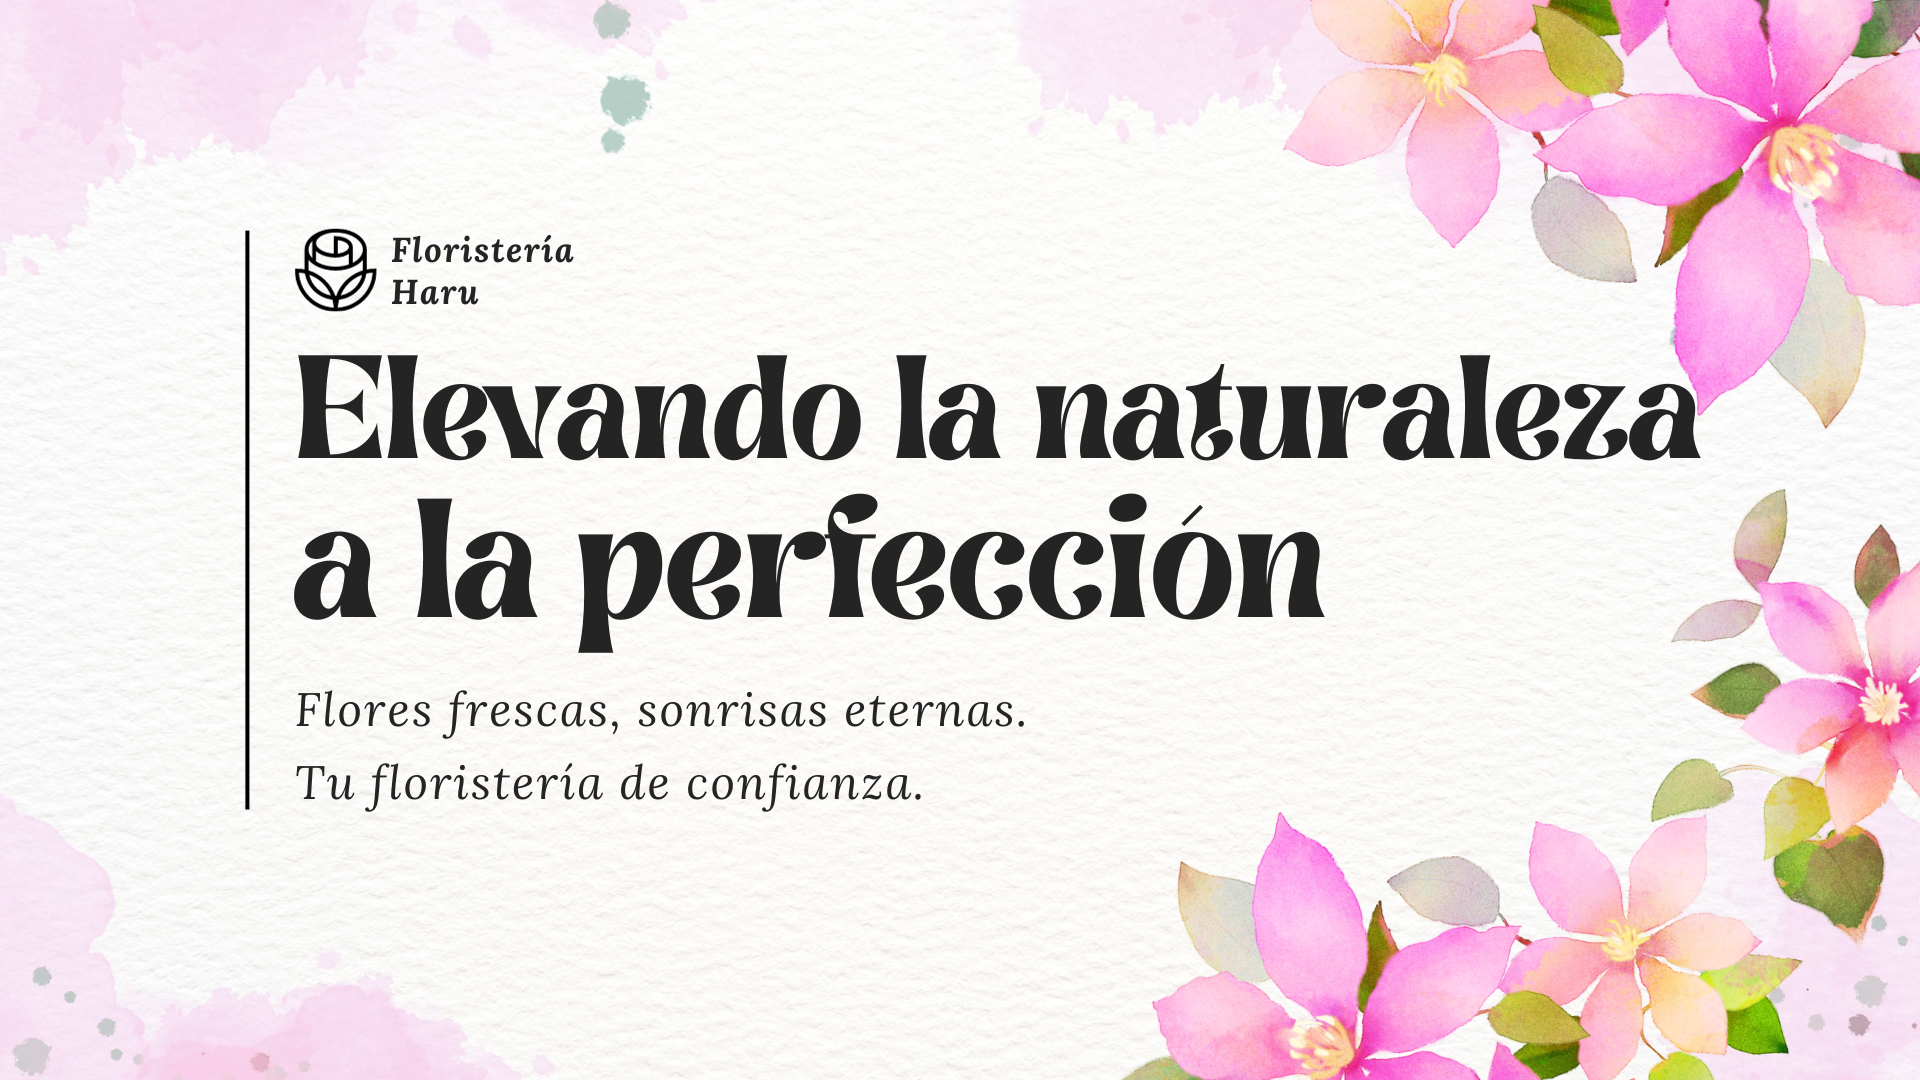 Floristería
Haru
Elevando la naturaleza
a la perfección
Flores frescas, sonrisas eternas.
Tu floristería de confianza.